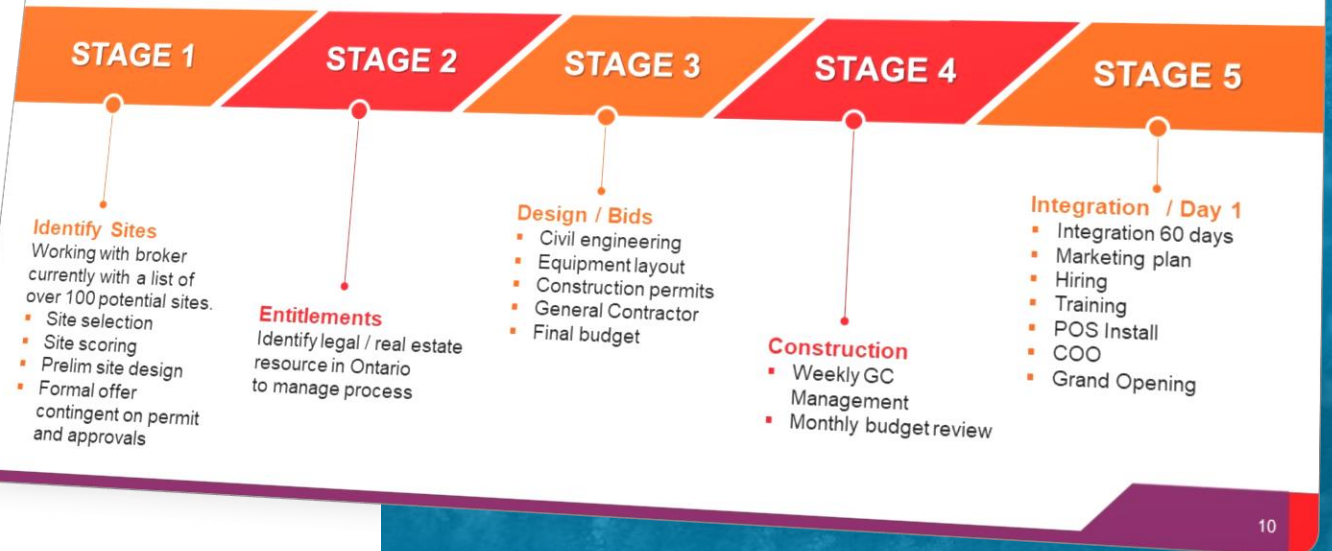 STAGE 1
STAGE 2
STAGE 3
STAGE 4
STAGE 5
Identify Sites
Working with broker
currently with a list of
over 100 potential sites.
▪ Site selection
▪ Site scoring
▪ Prelim site design
▪ Formal offer
contingent on permit
and approvals
Entitlements
Identify legal / real estate
resource in Ontario
to manage process
Design / Bids
▪ Civil engineering
▪ Equipment layout
▪ Construction permits
▪ General Contractor
▪ Final budget
Construction
▪ Weekly GC
Management
▪ Monthly budget review
Integration / Day 1
▪ Integration 60 days
▪ Marketing plan
▪ Hiring
▪ Training
▪ POS Install
▪ COO
▪ Grand Opening
10